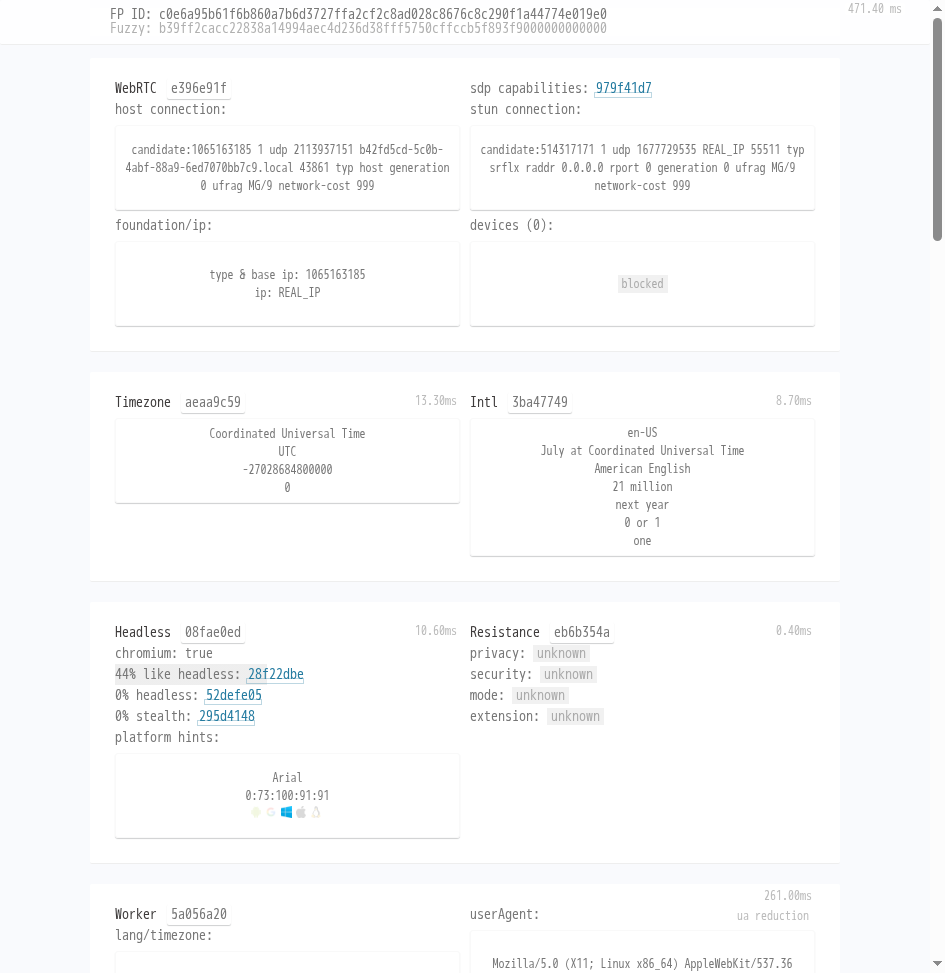 FP ID: c0e6a95b61f6b860a7b6d3727ffa2cf2c8ad028c8676c8c290f1a44774e019e0
471.40 ms
Fuzzy: b39ff2cacc22838a14994aec4d236d38fff5750cffccb5f893f9000000000000
WebRTC e396e91f
host connection:
candidate:1065163185 1 udp 2113937151 b42fd5cd-5c0b-
4abf-88a9-6ed7070bb7c9.local 43861 typ host generation
0 ufrag MG/9 network-cost 999
foundation/ip:
type & base ip: 1065163185
ip: REAL_IP
sdp capabilities: 979f41d7
stun connection:
candidate:514317171 1 udp 1677729535 REAL_IP 55511 typ
srflx raddr 0.0.0.0 rport 0 generation 0 ufrag MG/9
network-cost 999
devices (0):
blocked
Timezone aeaa9c59 13.30ms
Coordinated Universal Time
UTC
-27028684800000
0
Intl 3ba47749 8.70ms
en-US
July at Coordinated Universal Time
American English
21 million
next year
0 or 1
one
Headless 08fae0ed 10.60ms
chromium: true
44% like headless: 28f22dbe
0% headless: 52defe05
0% stealth: 295d4148
platform hints:
Arial
0:73:100:91:91
Resistance eb6b354a 0.40ms
privacy: unknown
security: unknown
mode: unknown
extension: unknown
Worker 5a056a20
lang/timezone:
261.00ms
userAgent: ua reduction
Mozilla/5.0 (X11; Linux x86_64) AppleWebKit/537.36